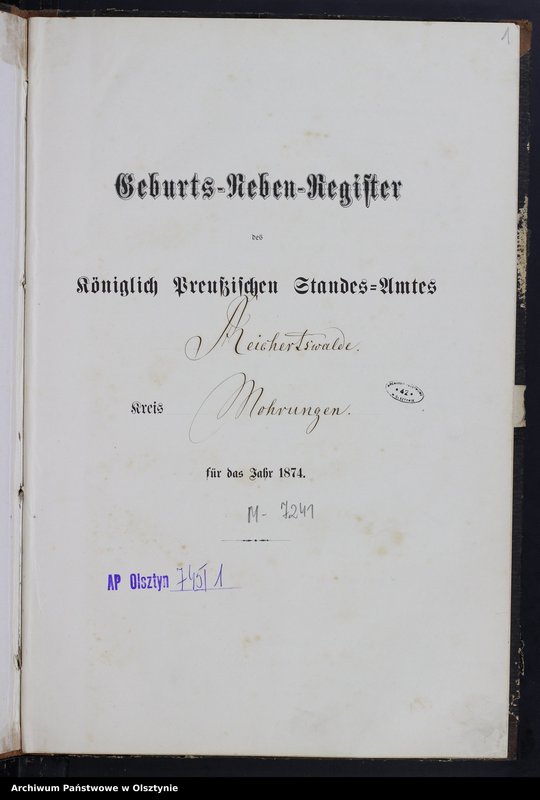 1
Geburts-Neben-Register
des
Königlich Preußischen Standes-Amtes
Reichertswalde.
Kreis Mohrungen.
für das Jahr 1874.
M- 7241
AP Olsztyn 745/ 1
Archiwum Państwowe w Olsztynie